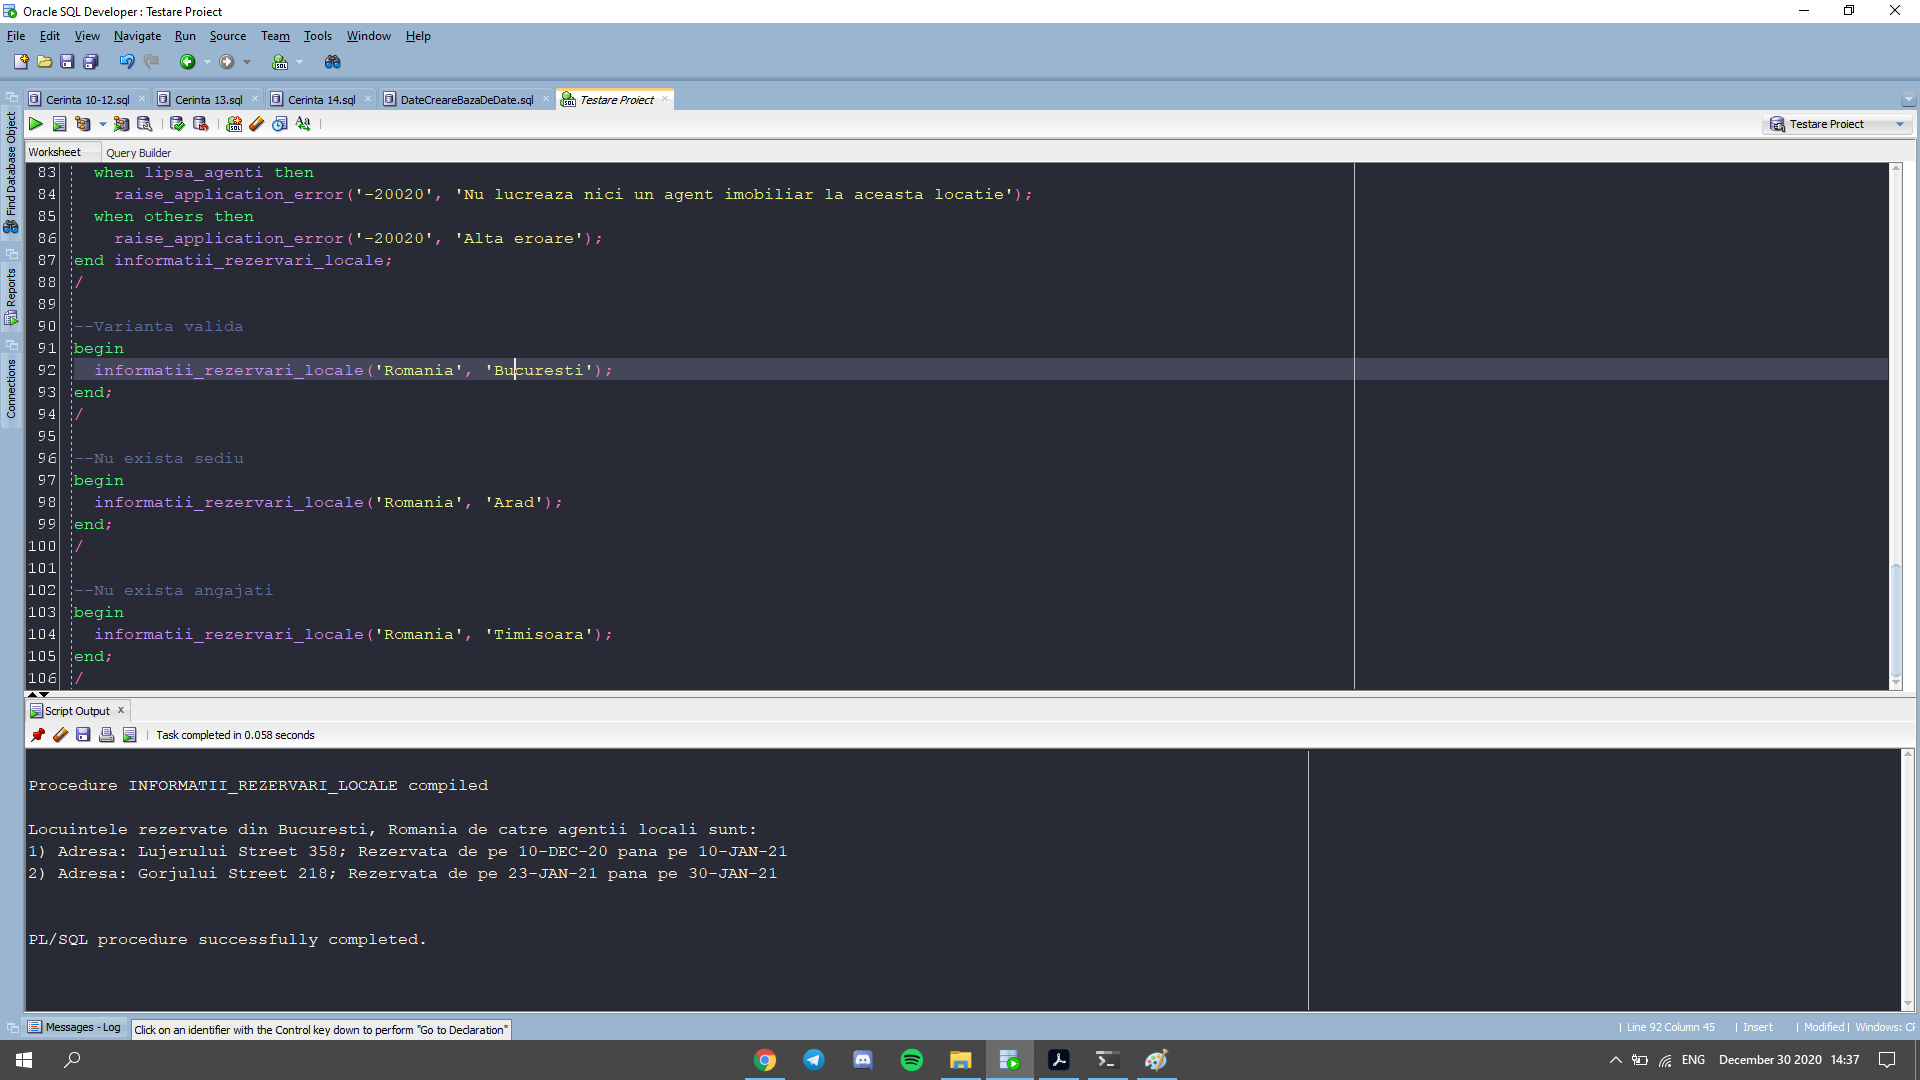 Oracle SQL Developer : Testare Proiect
File Edit View Navigate Run Source Team Tools Window Help
Cerinta 10-12.sql Cerinta 13.sql Cerinta 14.sql DateCreareBazaDeDate.sql Testare Proiect
Testare Proiect
Worksheet Query Builder
Find Database Object
Reports
Connections
83 when lipsa_agenti then
84 raise_application_error('-20020', 'Nu lucreaza nici un agent imobiliar la aceasta locatie');
85 when others then
86 raise_application_error('-20020', 'Alta eroare');
87 end informatii_rezervari_locale;
88 /
89
90 --Varianta valida
91 begin
92 informatii_rezervari_locale('Romania', 'Bucuresti');
93 end;
94 /
95
96 --Nu exista sediu
97 begin
98 informatii_rezervari_locale('Romania', 'Arad');
99 end;
100 /
101
102 --Nu exista angajati
103 begin
104 informatii_rezervari_locale('Romania', 'Timisoara');
105 end;
106 /
Script Output x
Task completed in 0.058 seconds
Procedure INFORMATII_REZERVARI_LOCALE compiled
Locuintele rezervate din Bucuresti, Romania de catre agentii locali sunt:
1) Adresa: Lujerului Street 358; Rezervata de pe 10-DEC-20 pana pe 10-JAN-21
2) Adresa: Gorjului Street 218; Rezervata de pe 23-JAN-21 pana pe 30-JAN-21
PL/SQL procedure successfully completed.
Messages - Log Click on an identifier with the Control key down to perform "Go to Declaration"
| Line 92 Column 45 | Insert | Modified | Windows: CF
ENG December 30 2020 14:37